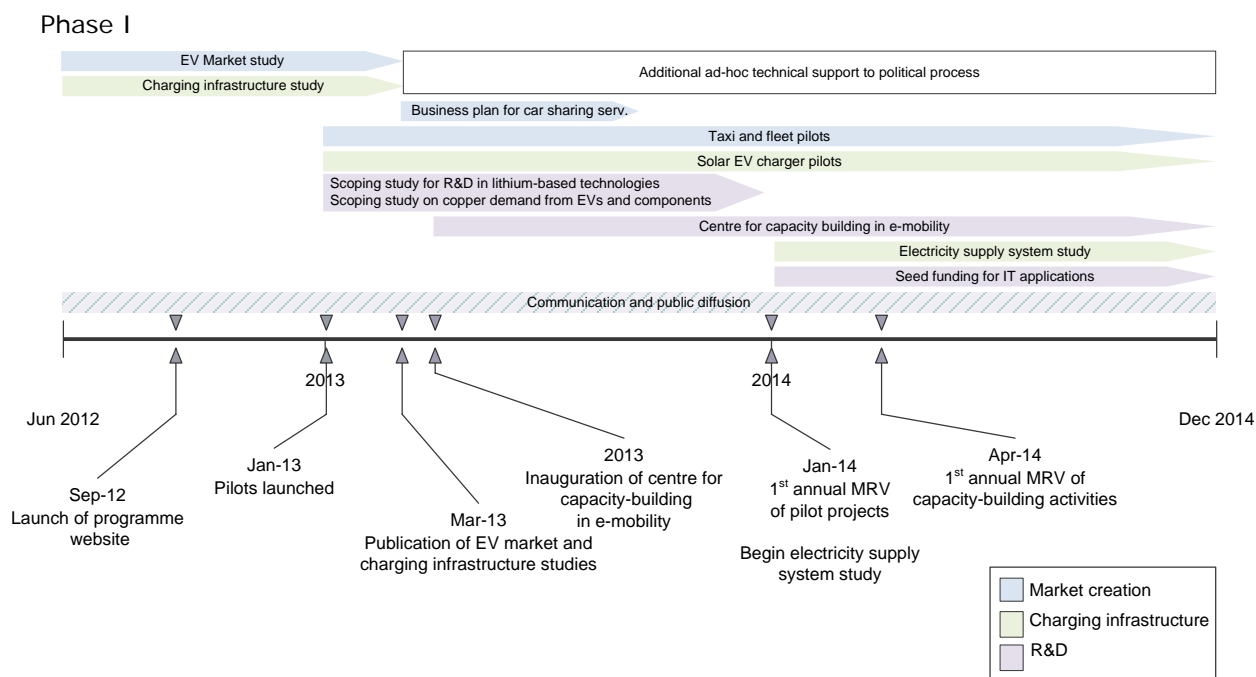 Phase I
EV Market study
Additional ad-hoc technical support to political process
Charging infrastructure study
Business plan for car sharing serv.
Taxi and fleet pilots
Solar EV charger pilots
Scoping study for R&D in lithium-based technologies
Scoping study on copper demand from EVs and components
Centre for capacity building in e-mobility
Electricity supply system study
Seed funding for IT applications
Communication and public diffusion
2013
2014
Jun 2012
Dec 2014
Sep-12
Launch of programme
website
Jan-13
Pilots launched
Mar-13
Publication of EV market and
charging infrastructure studies
2013
Inauguration of centre for
capacity-building
in e-mobility
Jan-14
1st annual MRV
of pilot projects
Begin electricity supply
system study
Apr-14
1st annual MRV of
capacity-building activities
Market creation
Charging infrastructure
R&D